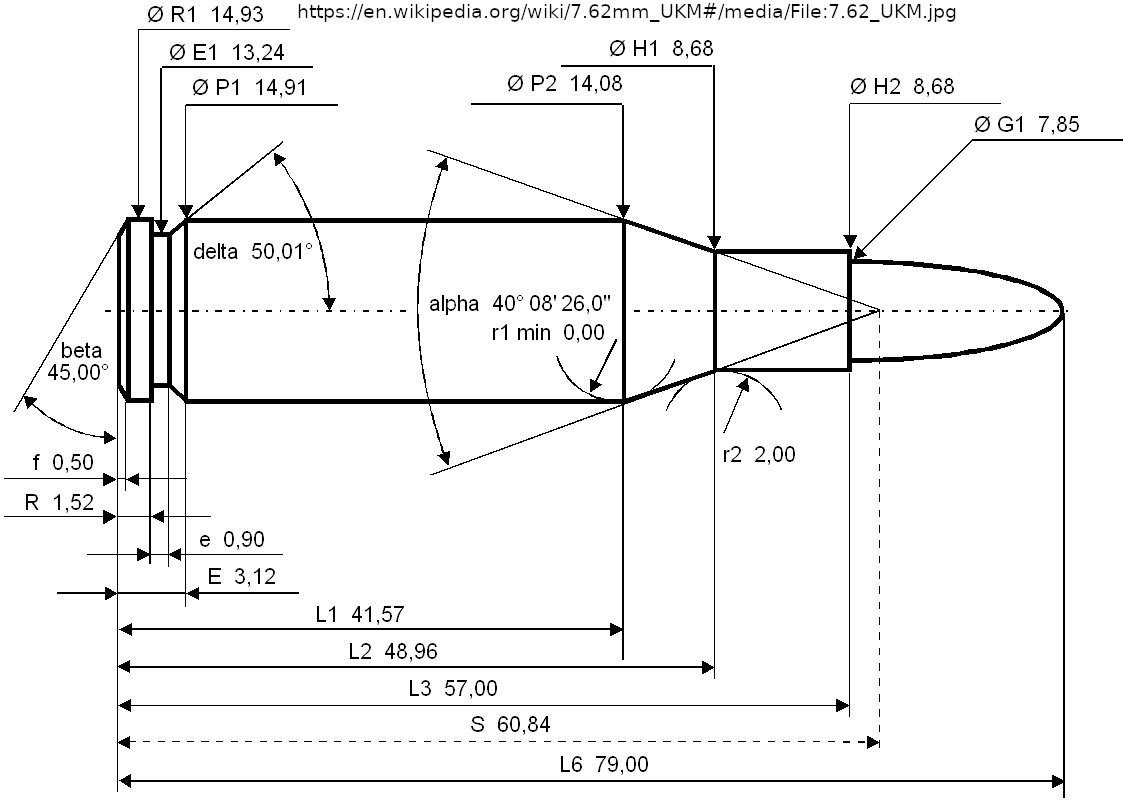 Ø R1 14,93
https://en.wikipedia.org/wiki/7.62mm_UKM#/media/File:7.62_UKM.jpg
Ø E1 13,24
Ø H1 8,68
Ø P1 14,91
Ø P2 14,08
Ø H2 8,68
Ø G1 7,85
delta 50,01°
alpha 40° 08' 26,0"
r1 min 0,00
beta
45,00°
r2 2,00
f 0,50
R 1,52
e 0,90
E 3,12
L1 41,57
L2 48,96
L3 57,00
S 60,84
L6 79,00